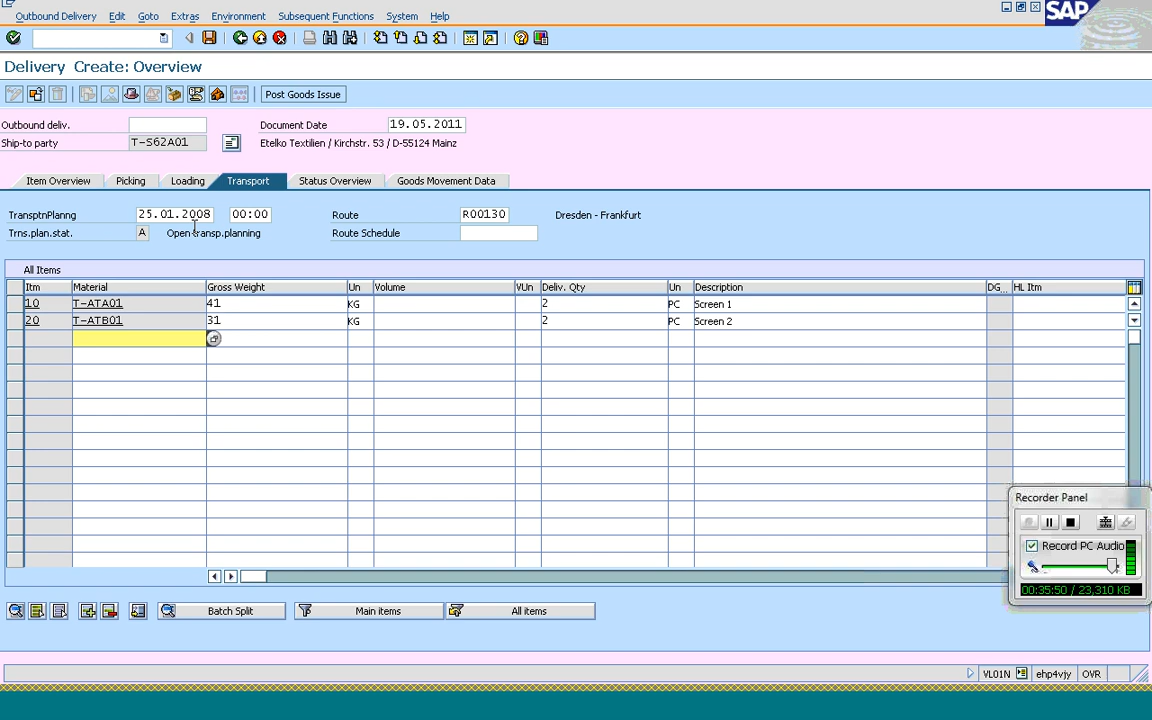 Outbound Delivery Edit Goto Extras Environment Subsequent Functions System Help
SAP
Delivery Create: Overview
Post Goods Issue
Outbound deliv. Document Date 19.05.2011
Ship-to party T-S62A01 Etelko Textilien / Kirchstr. 53 / D-55124 Mainz
Item Overview Picking Loading Transport Status Overview Goods Movement Data
TransptnPlanng 25.01.2008 00:00 Route R00130 Dresden - Frankfurt
Trns.plan.stat. A Open transp.planning Route Schedule
All Items
Itm Material Gross Weight Un Volume VUn Deliv. Qty Un Description DG... HL Itm
10 T-ATA01 41 KG 2 PC Screen 1
20 T-ATB01 31 KG 2 PC Screen 2
Recorder Panel
Record PC Audio
00:35:50 / 23,310 KB
Batch Split Main items All items
VL01N ehp4vjy OVR